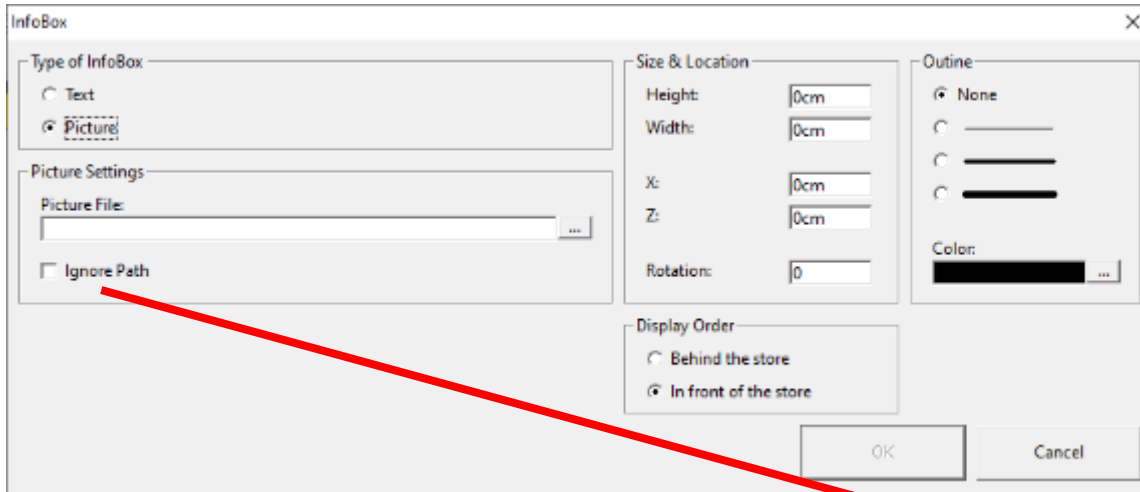 InfoBox
Type of InfoBox
Text
Picture
Picture Settings
Picture File:
...
Ignore Path
Size & Location
Height: 0cm
Width: 0cm
X: 0cm
Z: 0cm
Rotation: 0
Display Order
Behind the store
In front of the store
Outine
None
Color:
...
OK
Cancel